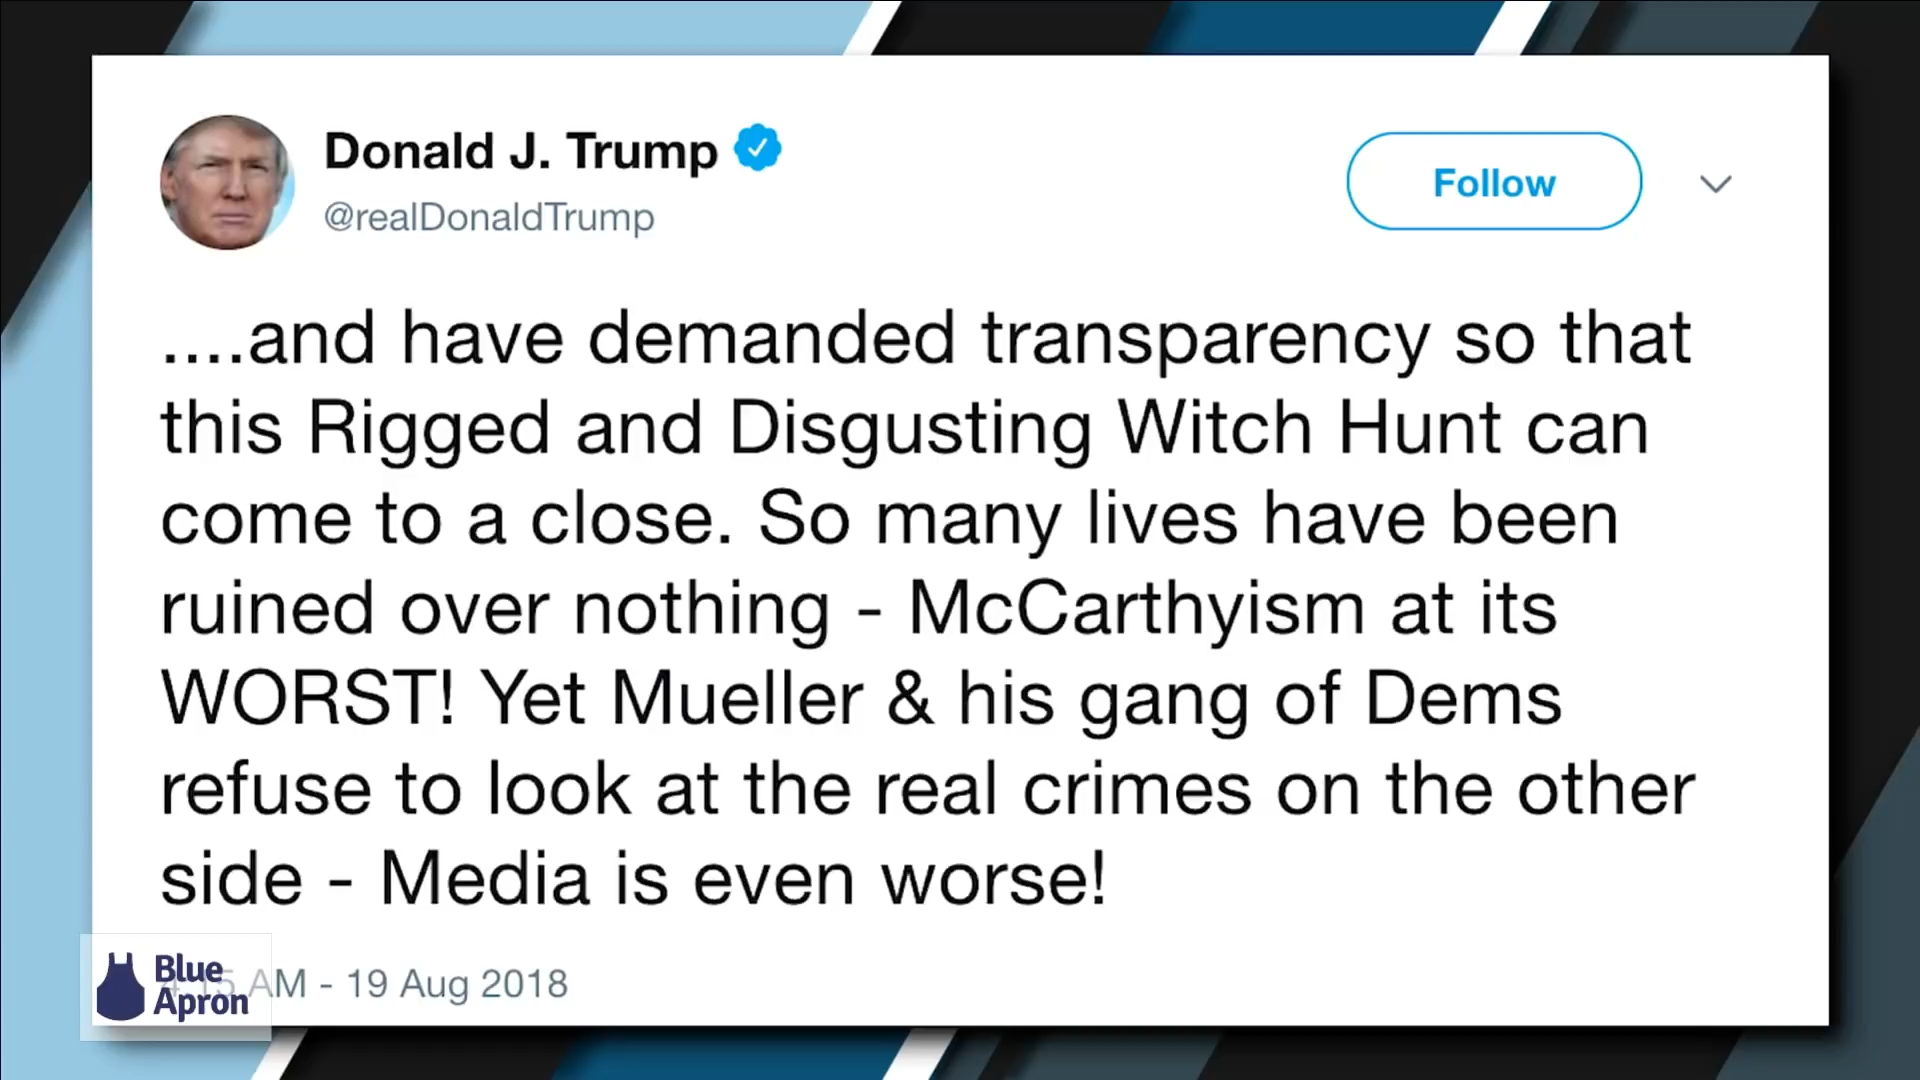 Donald J. Trump
@realDonaldTrump
Follow
....and have demanded transparency so that
this Rigged and Disgusting Witch Hunt can
come to a close. So many lives have been
ruined over nothing - McCarthyism at its
WORST! Yet Mueller & his gang of Dems
refuse to look at the real crimes on the other
side - Media is even worse!
AM - 19 Aug 2018
Blue
Apron